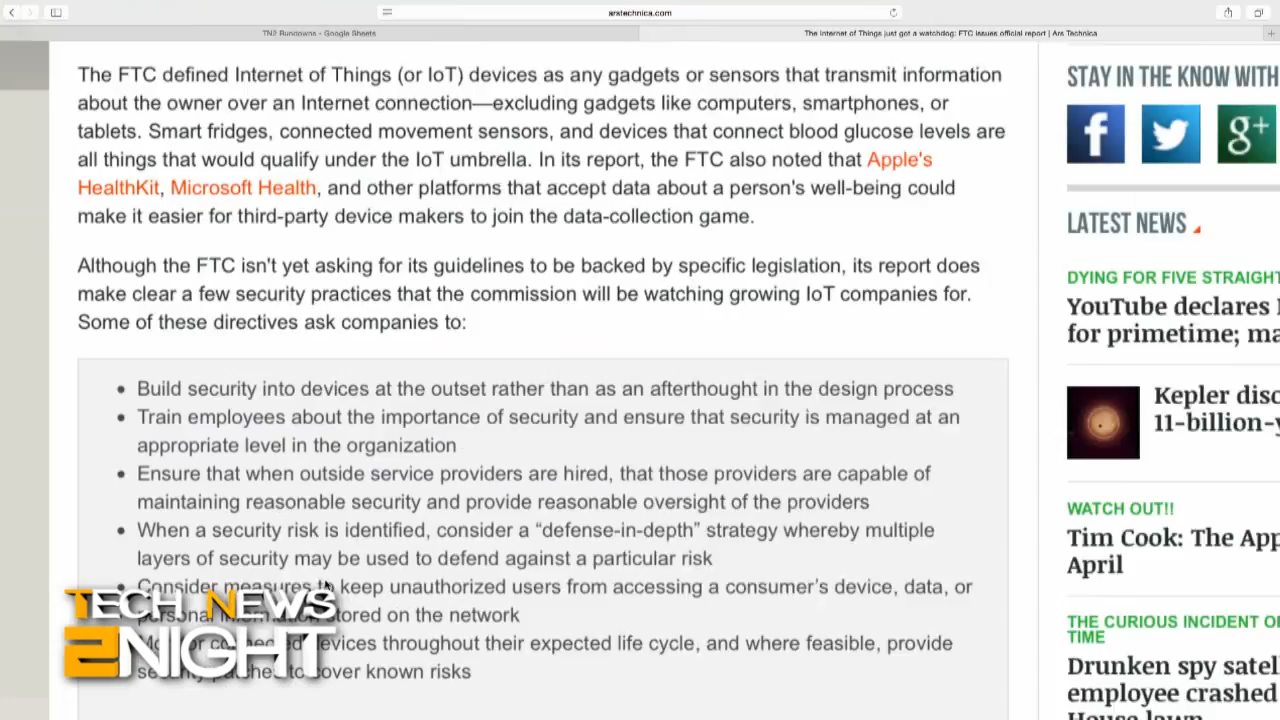 arstechnica.com
TN2 Rundowns - Google Sheets
The Internet of Things just got a watchdog: FTC issues official report | Ars Technica
The FTC defined Internet of Things (or IoT) devices as any gadgets or sensors that transmit information
about the owner over an Internet connection—excluding gadgets like computers, smartphones, or
tablets. Smart fridges, connected movement sensors, and devices that connect blood glucose levels are
all things that would qualify under the IoT umbrella. In its report, the FTC also noted that Apple's
HealthKit, Microsoft Health, and other platforms that accept data about a person's well-being could
make it easier for third-party device makers to join the data-collection game.
Although the FTC isn't yet asking for its guidelines to be backed by specific legislation, its report does
make clear a few security practices that the commission will be watching growing IoT companies for.
Some of these directives ask companies to:
• Build security into devices at the outset rather than as an afterthought in the design process
• Train employees about the importance of security and ensure that security is managed at an
appropriate level in the organization
• Ensure that when outside service providers are hired, that those providers are capable of
maintaining reasonable security and provide reasonable oversight of the providers
• When a security risk is identified, consider a “defense-in-depth” strategy whereby multiple
layers of security may be used to defend against a particular risk
• Consider measures to keep unauthorized users from accessing a consumer’s device, data, or
personal information stored on the network
devices throughout their expected life cycle, and where feasible, provide
security patches to cover known risks
TECH NEWS
2NIGHT
STAY IN THE KNOW WITH
f
g+
LATEST NEWS
DYING FOR FIVE STRAIGHT
YouTube declares
for primetime;
Kepler
11-billion-
WATCH OUT!!
Tim Cook: The
April
THE CURIOUS INCIDENT
TIME
Drunken spy
employee crashed
House lawn